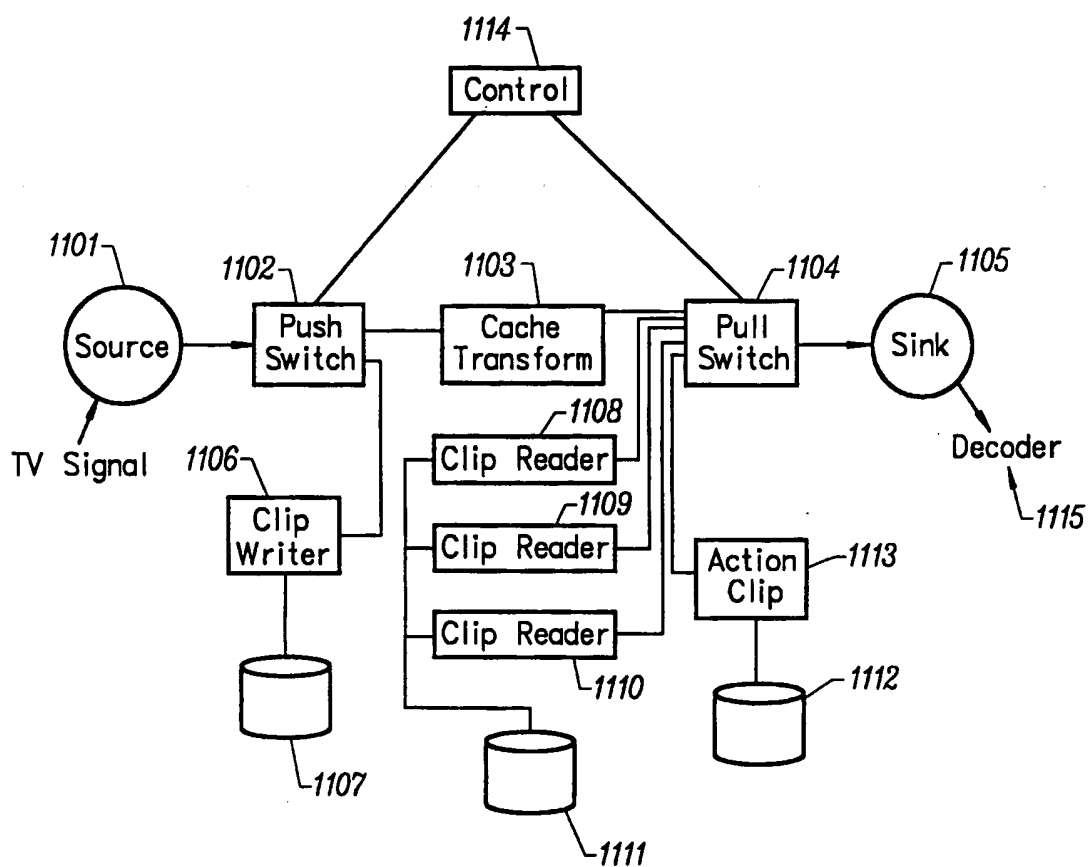 1114
Control
1101
1102
1103
1104
1105
Source
Push
Switch
Cache
Transform
Pull
Switch
Sink
TV Signal
1106
Clip
Writer
1108
Clip Reader
1109
Clip Reader
Clip Reader
1110
Decoder
1115
Action
Clip
1113
1107
1111
1112